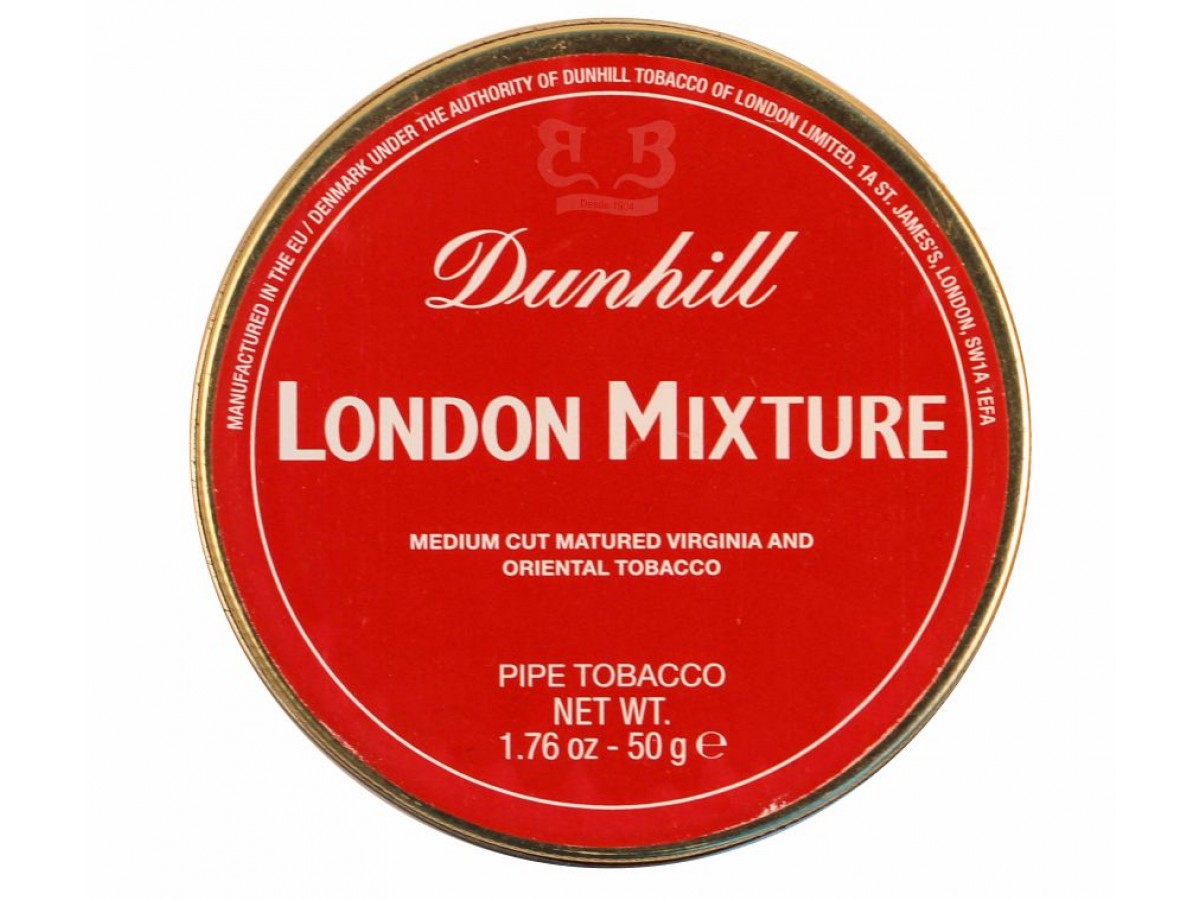 MANUFACTURED IN THE EU / DENMARK UNDER THE AUTHORITY OF DUNHILL TOBACCO OF LONDON LIMITED. 1A ST. JAMES'S, LONDON, SW1A 1EFA
B B
Desde 1904
Dunhill
LONDON MIXTURE
MEDIUM CUT MATURED VIRGINIA AND
ORIENTAL TOBACCO
PIPE TOBACCO
NET WT.
1.76 oz - 50 g ℮